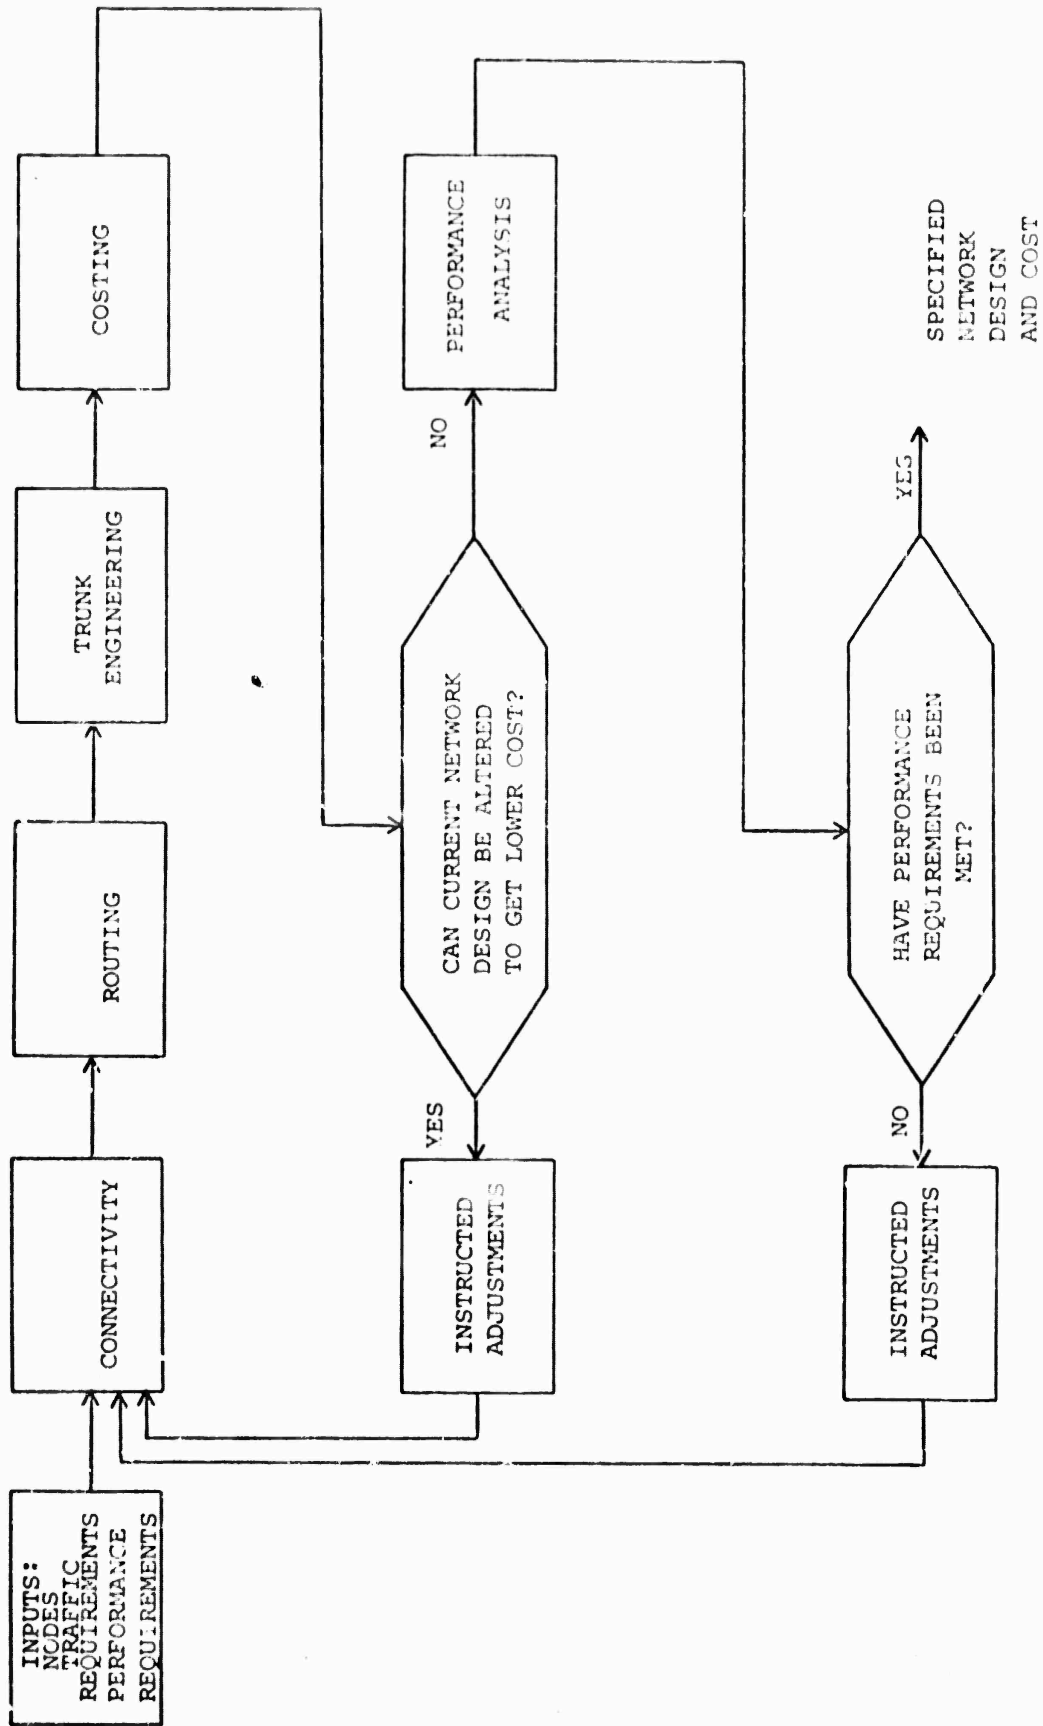 INPUTS:
NODES
TRAFFIC
REQUIREMENTS
PERFORMANCE
REQUIREMENTS
CONNECTIVITY
ROUTING
TRUNK
ENGINEERING
COSTING
INSTRUCTED
ADJUSTMENTS
YES
CAN CURRENT NETWORK
DESIGN BE ALTERED
TO GET LOWER COST?
NO
PERFORMANCE
ANALYSIS
INSTRUCTED
ADJUSTMENTS
NO
HAVE PERFORMANCE
REQUIREMENTS BEEN
MET?
YES
SPECIFIED
NETWORK
DESIGN
AND COST